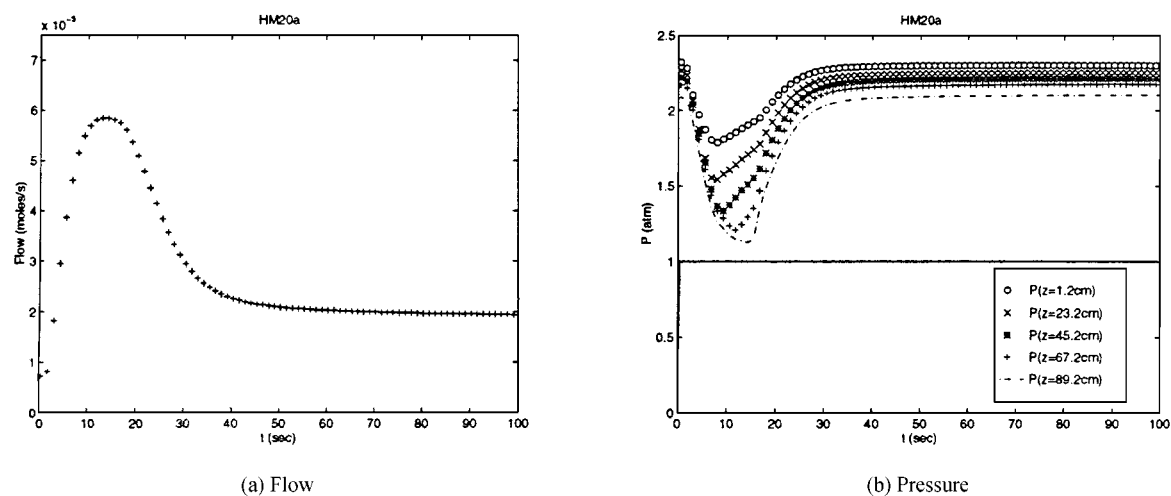 HM20a
x 10⁻³
7
6
5
4
3
2
1
0
Flow (moles/s)
0 10 20 30 40 50 60 70 80 90 100
t (sec)
(a) Flow
HM20a
2.5
2
1.5
1
0.5
0
P (atm)
0 10 20 30 40 50 60 70 80 90 100
t (sec)
P(z=1.2cm)
P(z=23.2cm)
P(z=45.2cm)
P(z=67.2cm)
P(z=89.2cm)
(b) Pressure